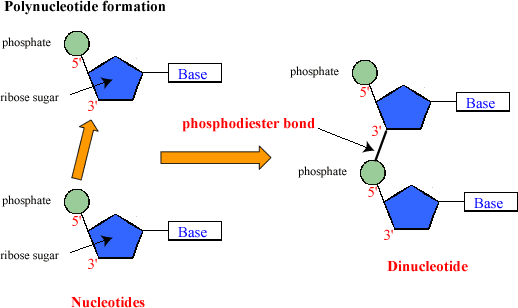 Polynucleotide formation
phosphate
5'
Base
ribose sugar
3'
phosphate
5'
Base
ribose sugar
3'
Nucleotides
phosphate
5'
Base
3'
phosphodiester bond
phosphate
5'
Base
3'
Dinucleotide